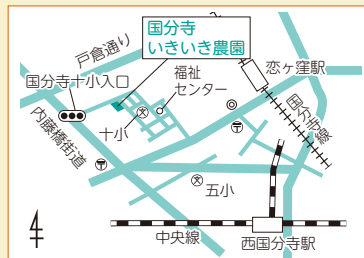 国分寺
いきいき農園
戸倉通り
恋ヶ窪駅
国分寺十小入口
福祉
センター
国分寺線
十小
文
内藤橋街道
文
五小
中央線
西国分寺駅